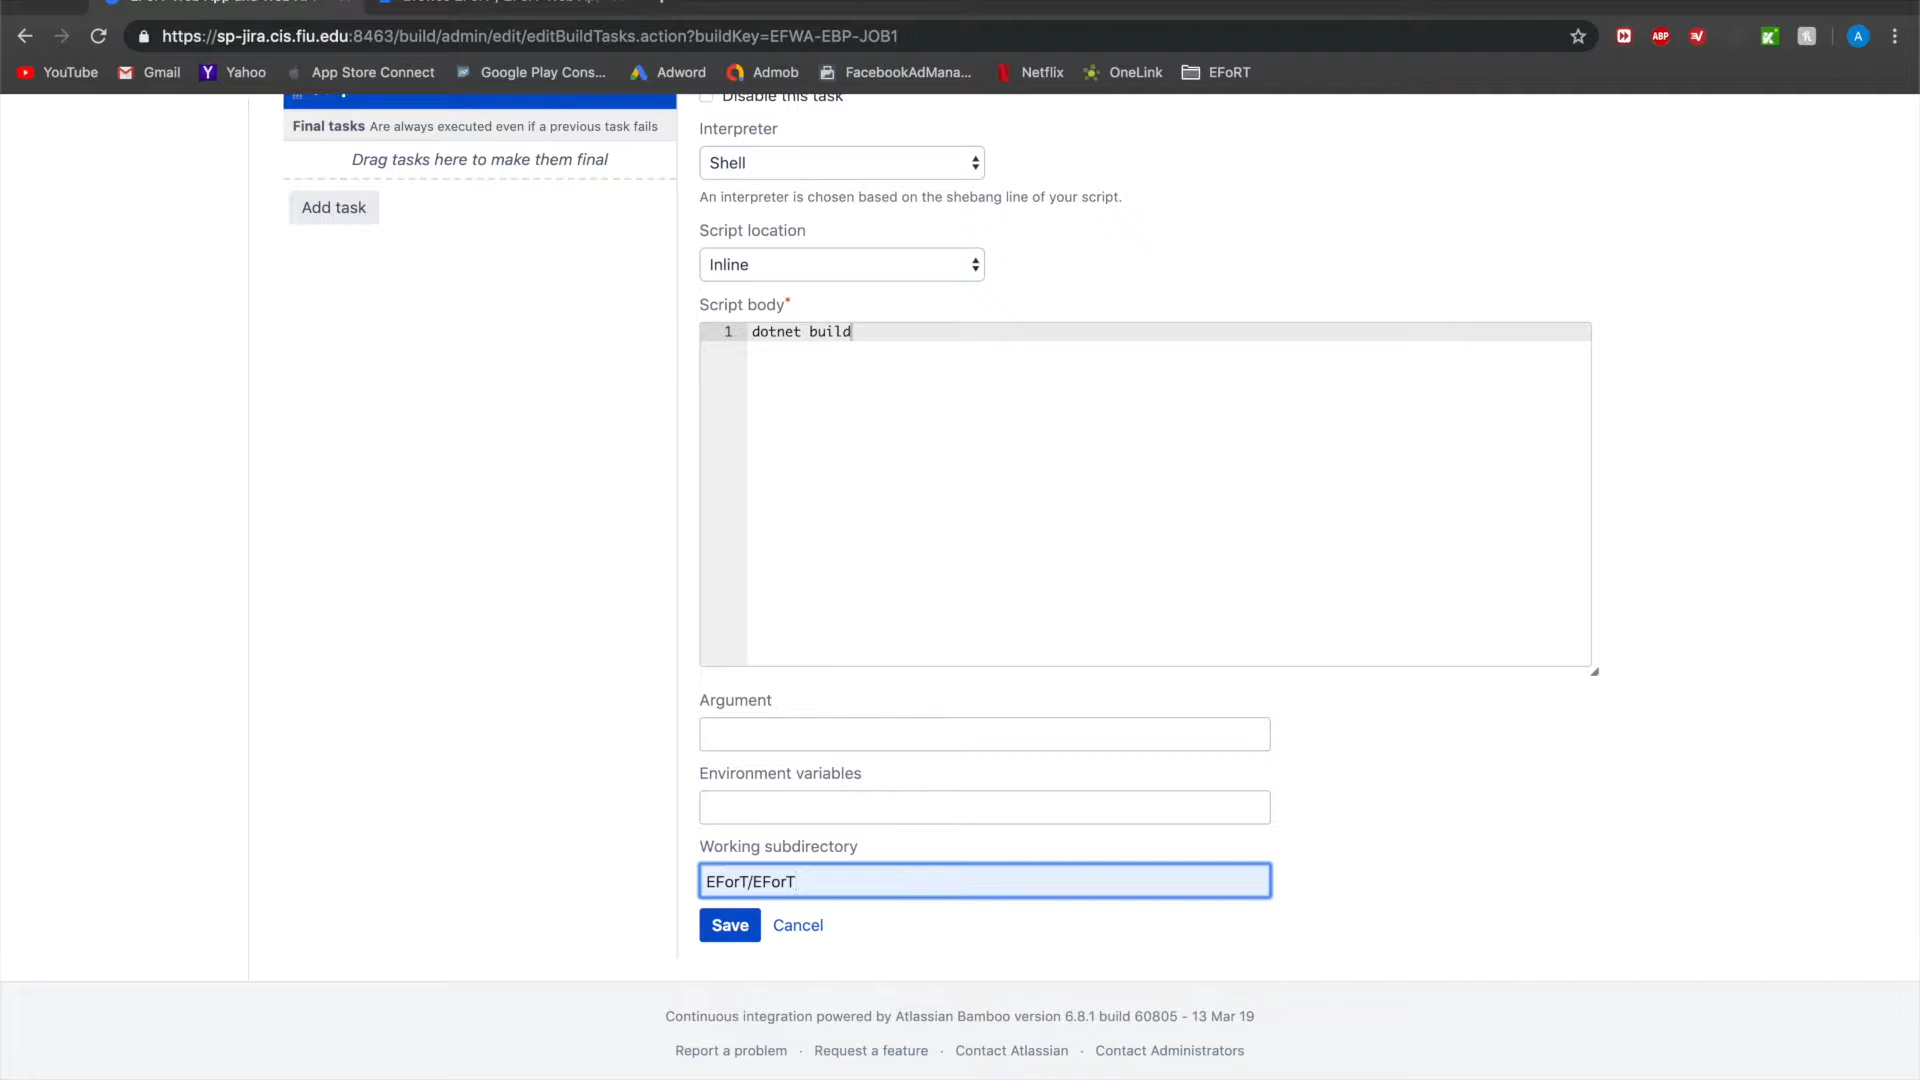 https://sp-jira.cis.fiu.edu:8463/build/admin/edit/editBuildTasks.action?buildKey=EFWA-EBP-JOB1
ABP
A
YouTube Gmail Yahoo App Store Connect Google Play Cons... Adword Admob FacebookAdMana... Netflix OneLink EFoRT
Disable this task
Final tasks Are always executed even if a previous task fails
Drag tasks here to make them final
Add task
Interpreter
Shell
An interpreter is chosen based on the shebang line of your script.
Script location
Inline
Script body*
1 dotnet build
Argument
Environment variables
Working subdirectory
EForT/EForT
Save Cancel
Continuous integration powered by Atlassian Bamboo version 6.8.1 build 60805 - 13 Mar 19
Report a problem · Request a feature · Contact Atlassian · Contact Administrators